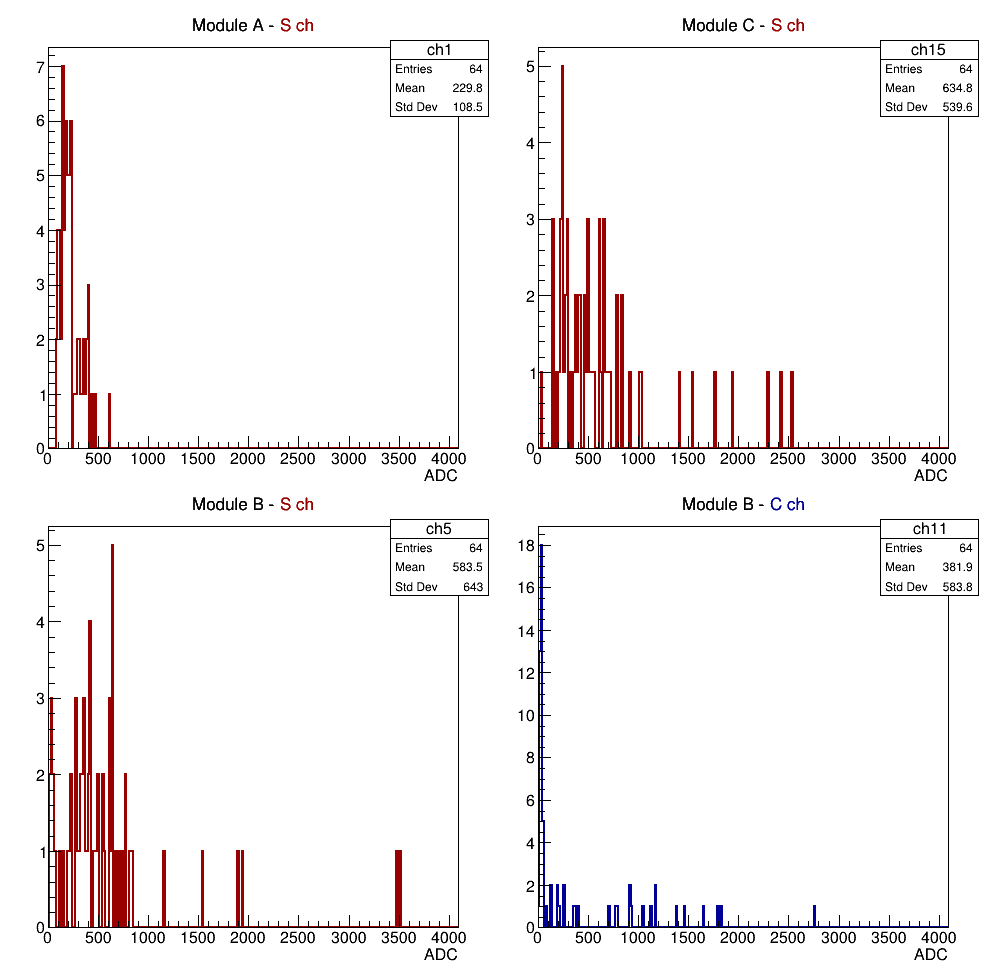 Module A - S ch
ch1
Entries 64
Mean 229.8
Std Dev 108.5
7
6
5
4
3
2
1
0
0 500 1000 1500 2000 2500 3000 3500 4000
ADC
Module C - S ch
ch15
Entries 64
Mean 634.8
Std Dev 539.6
5
4
3
2
1
0
0 500 1000 1500 2000 2500 3000 3500 4000
ADC
Module B - S ch
ch5
Entries 64
Mean 583.5
Std Dev 643
5
4
3
2
1
0
0 500 1000 1500 2000 2500 3000 3500 4000
ADC
Module B - C ch
ch11
Entries 64
Mean 381.9
Std Dev 583.8
18
16
14
12
10
8
6
4
2
0
0 500 1000 1500 2000 2500 3000 3500 4000
ADC